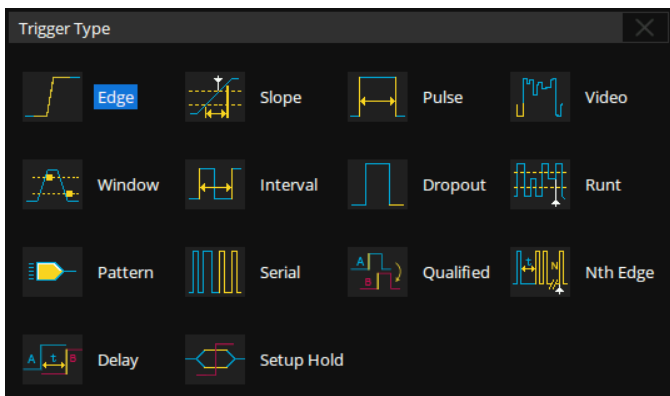 Trigger Type
Edge Slope Pulse Video
Window Interval Dropout Runt
Pattern Serial A B Qualified t N Nth Edge
A t B Delay Setup Hold